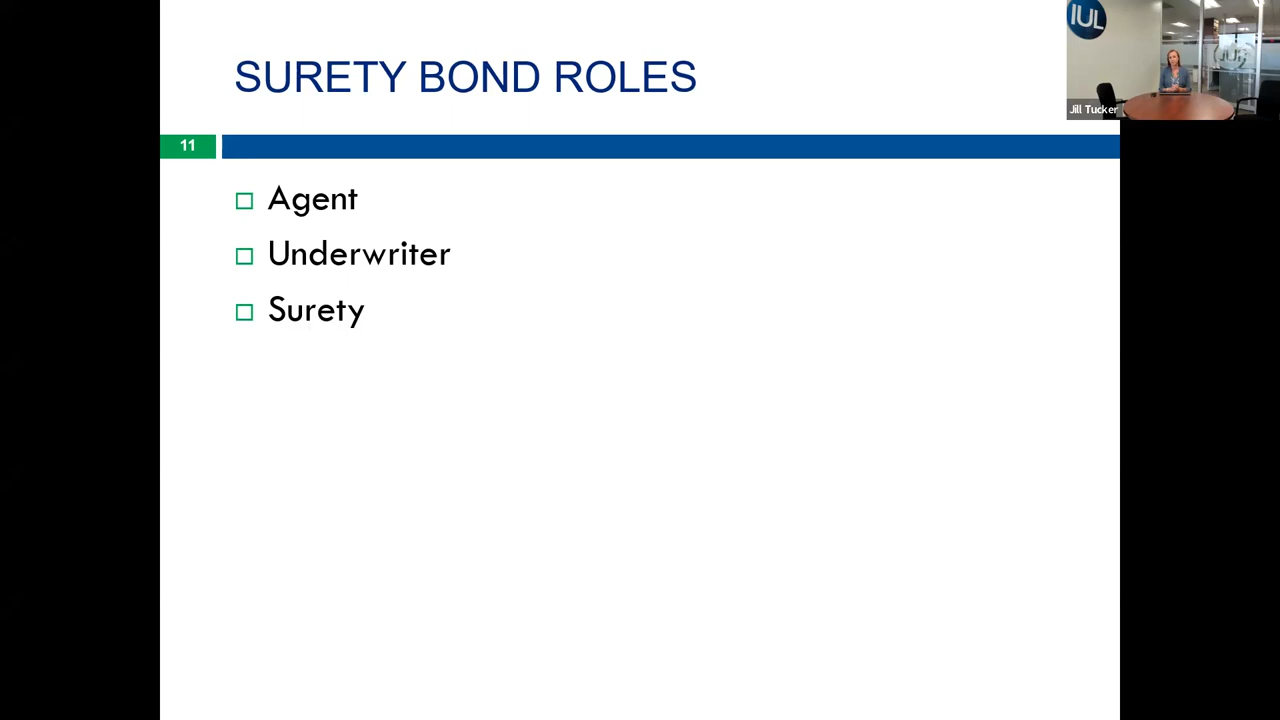 SURETY BOND ROLES
IUL
Jill Tucker
11
Agent
Underwriter
Surety